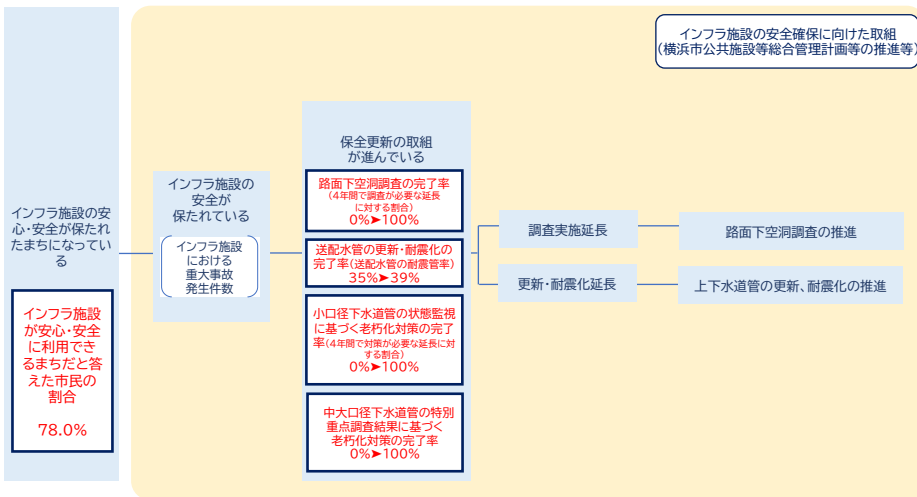 インフラ施設の安全確保に向けた取組
(横浜市公共施設等総合管理計画等の推進等)
インフラ施設の安
心・安全が保たれ
たまちになってい
る
インフラ施設
が安心・安全
に利用でき
るまちだと答
えた市民の
割合
78.0%
インフラ施設の
安全が
保たれている
インフラ施設
における
重大事故
発生件数
保全更新の取組
が進んでいる
路面下空洞調査の完了率
(4年間で調査が必要な延長
に対する割合)
0%➤100%
送配水管の更新・耐震化の
完了率(送配水管の耐震管率)
35%➤39%
小口径下水道管の状態監視
に基づく老朽化対策の完了
率(4年間で対策が必要な延長に対
する割合)
0%➤100%
中大口径下水道管の特別
重点調査結果に基づく
老朽化対策の完了率
0%➤100%
調査実施延長
路面下空洞調査の推進
更新・耐震化延長
上下水道管の更新、耐震化の推進